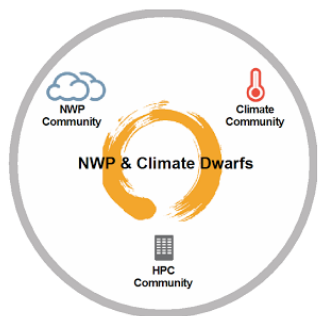 NWP
Community
Climate
Community
NWP & Climate Dwarfs
HPC
Community